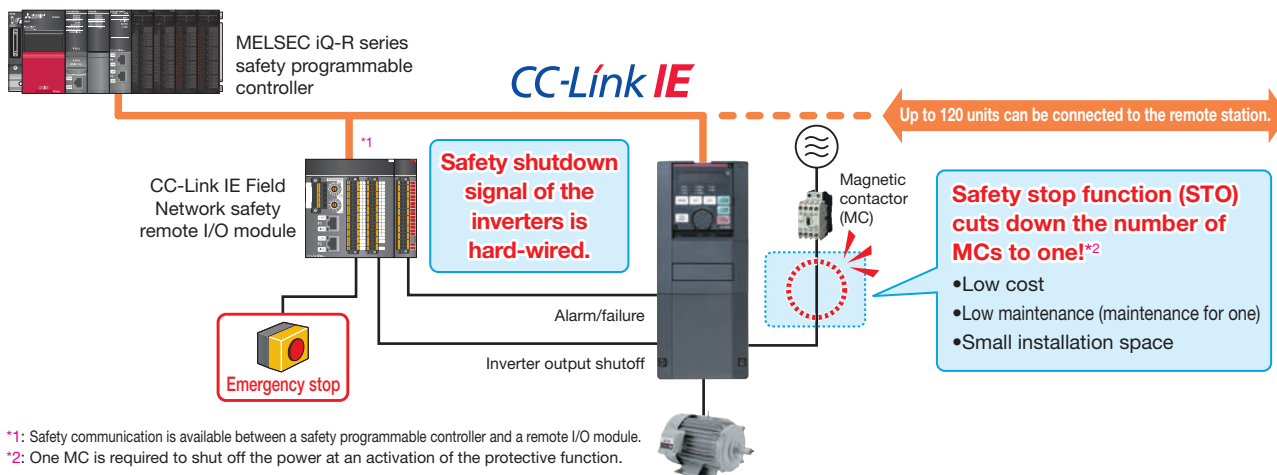 MELSEC iQ-R series
safety programmable
controller
CC-Link IE
Up to 120 units can be connected to the remote station.
*1
CC-Link IE Field
Network safety
remote I/O module
Safety shutdown
signal of the
inverters is
hard-wired.
Magnetic
contactor
(MC)
Safety stop function (STO)
cuts down the number of
MCs to one!*2
•Low cost
•Low maintenance (maintenance for one)
•Small installation space
Alarm/failure
Inverter output shutoff
Emergency stop
*1: Safety communication is available between a safety programmable controller and a remote I/O module.
*2: One MC is required to shut off the power at an activation of the protective function.